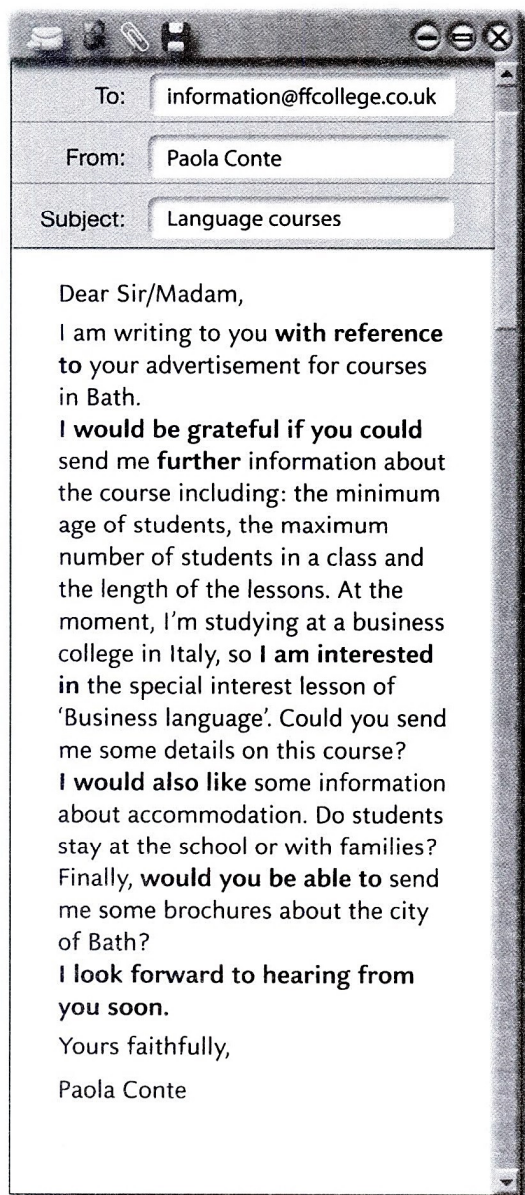 To: information@ffcollege.co.uk
From: Paola Conte
Subject: Language courses
Dear Sir/Madam,
I am writing to you with reference
to your advertisement for courses
in Bath.
I would be grateful if you could
send me further information about
the course including: the minimum
age of students, the maximum
number of students in a class and
the length of the lessons. At the
moment, I'm studying at a business
college in Italy, so I am interested
in the special interest lesson of
'Business language'. Could you send
me some details on this course?
I would also like some information
about accommodation. Do students
stay at the school or with families?
Finally, would you be able to send
me some brochures about the city
of Bath?
I look forward to hearing from
you soon.
Yours faithfully,
Paola Conte